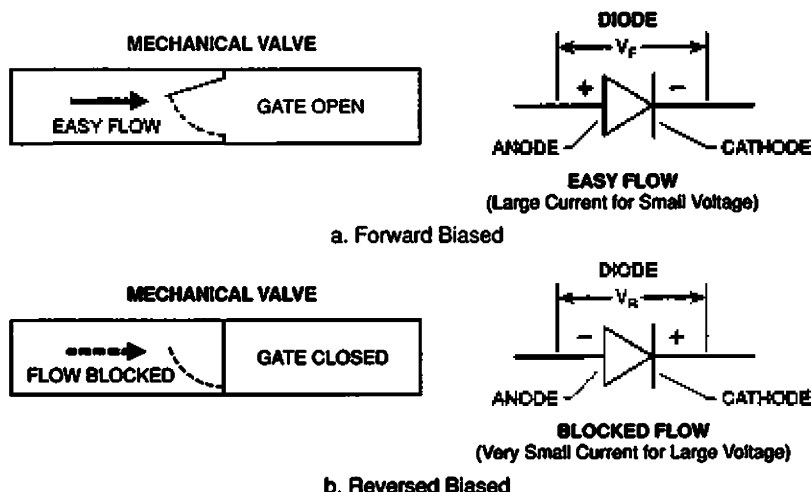 MECHANICAL VALVE
EASY FLOW
GATE OPEN
DIODE
V_F
+ −
ANODE
CATHODE
EASY FLOW
(Large Current for Small Voltage)
a. Forward Biased
MECHANICAL VALVE
FLOW BLOCKED
GATE CLOSED
DIODE
V_R
− +
ANODE
CATHODE
BLOCKED FLOW
(Very Small Current for Large Voltage)
b. Reversed Biased